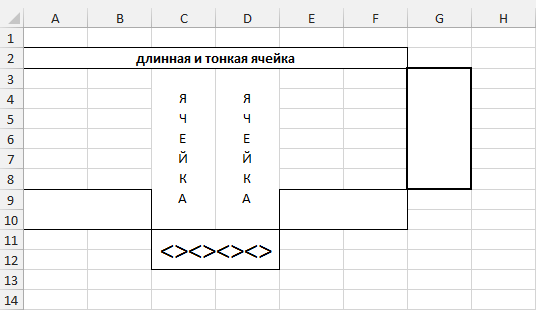 A B C D E F G H
1
2 длинная и тонкая ячейка
3
4 Я Я
5 Ч Ч
6 Е Е
7 Й Й
8 К К
9 А А
10
11
<><><><>
12
13
14